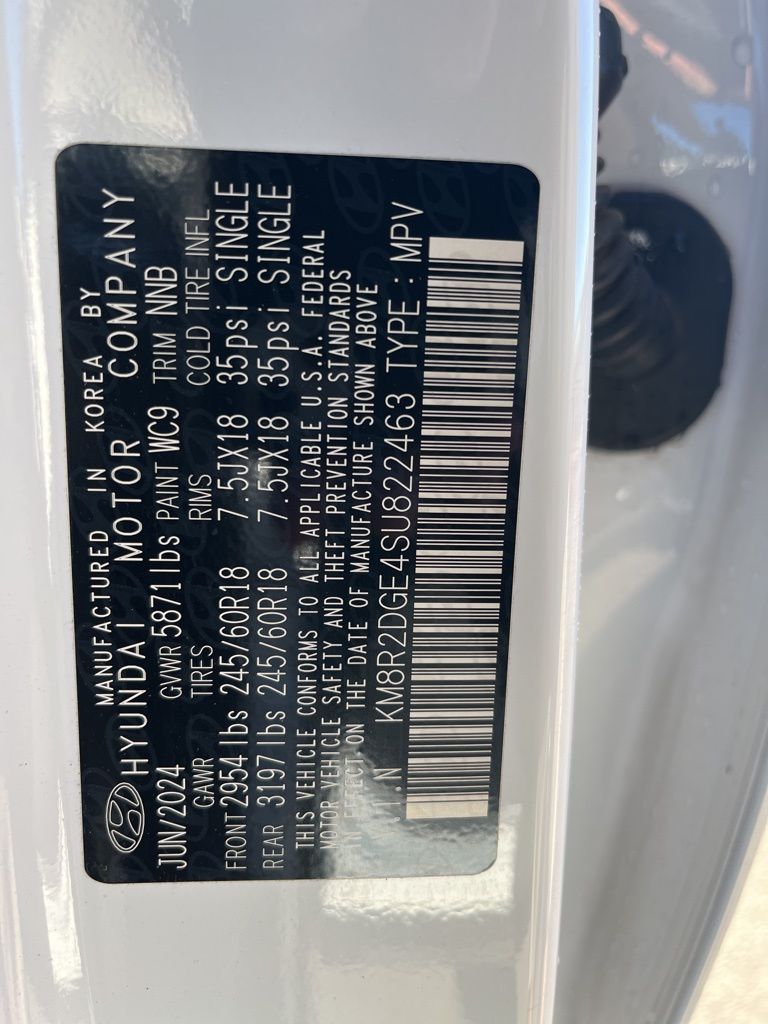 MANUFACTURED IN KOREA BY
HYUNDAI MOTOR COMPANY
JUN/2024 GVWR 5871lbs PAINT WC9 TRIM NNB
GAWR TIRES RIMS COLD TIRE INFL
FRONT 2954lbs 245/60R18 7.5JX18 35psi SINGLE
REAR 3197lbs 245/60R18 7.5JX18 35psi SINGLE
THIS VEHICLE CONFORMS TO ALL APPLICABLE U.S.A. FEDERAL
MOTOR VEHICLE SAFETY AND THEFT PREVENTION STANDARDS
IN EFFECT ON THE DATE OF MANUFACTURE SHOWN ABOVE
KM8R2DGE4SU822463 TYPE : MPV